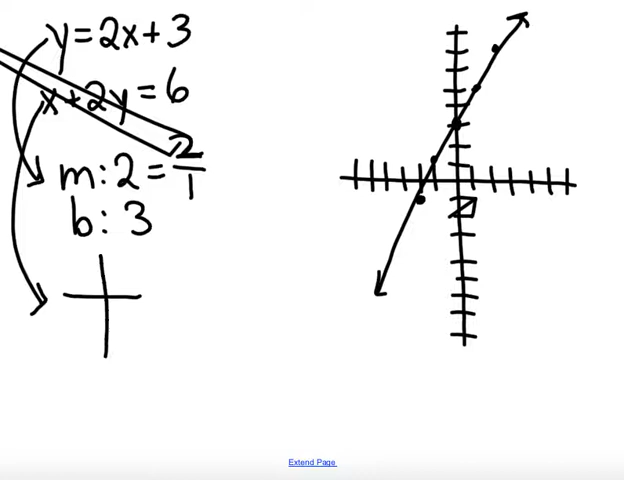 y=2x+3
x+2y=6
m:2=2/1
b:3
Extend Page